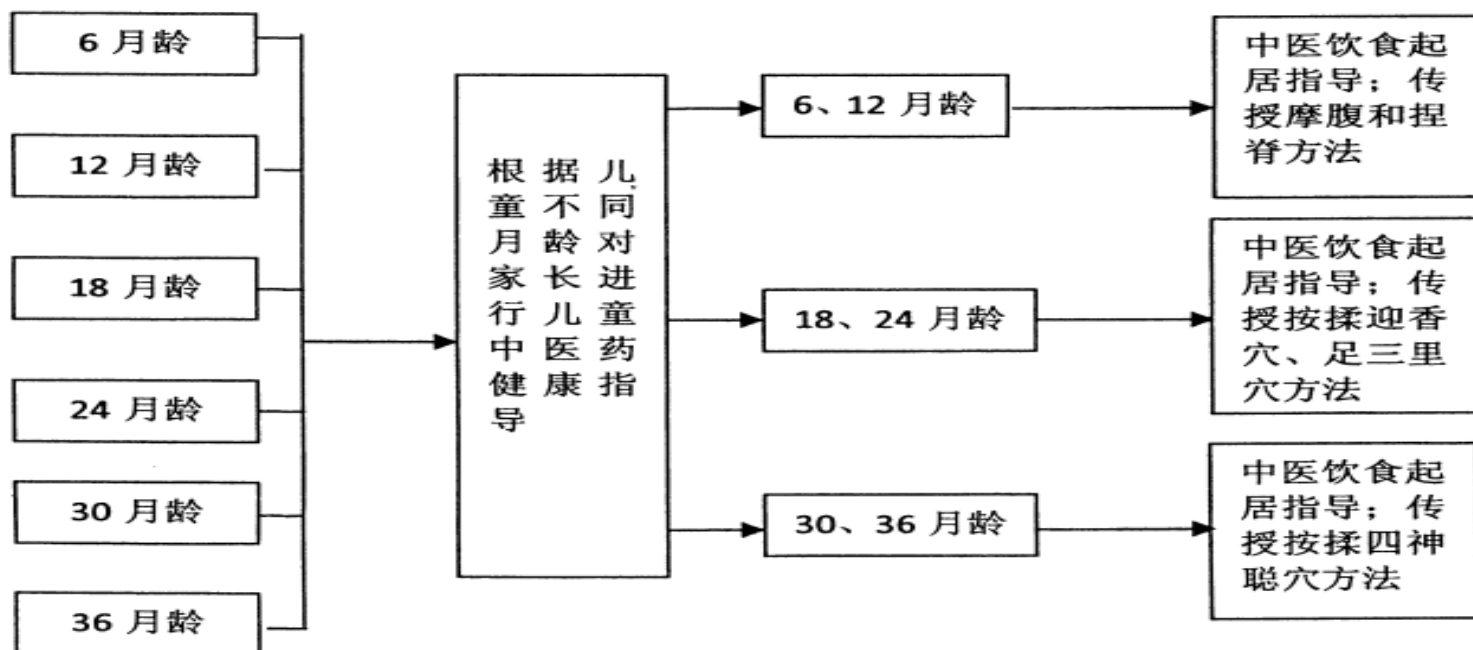 6 月龄
12 月龄
18 月龄
24 月龄
30 月龄
36 月龄
根据儿
童不同
月龄对
家长进
行儿童
中医药
健康指
导
6、12 月龄
18、24 月龄
30、36 月龄
中医饮食起
居指导；传
授摩腹和捏
脊方法
中医饮食起
居指导；传
授按揉迎香
穴、足三里
穴方法
中医饮食起
居指导；传
授按揉四神
聪穴方法